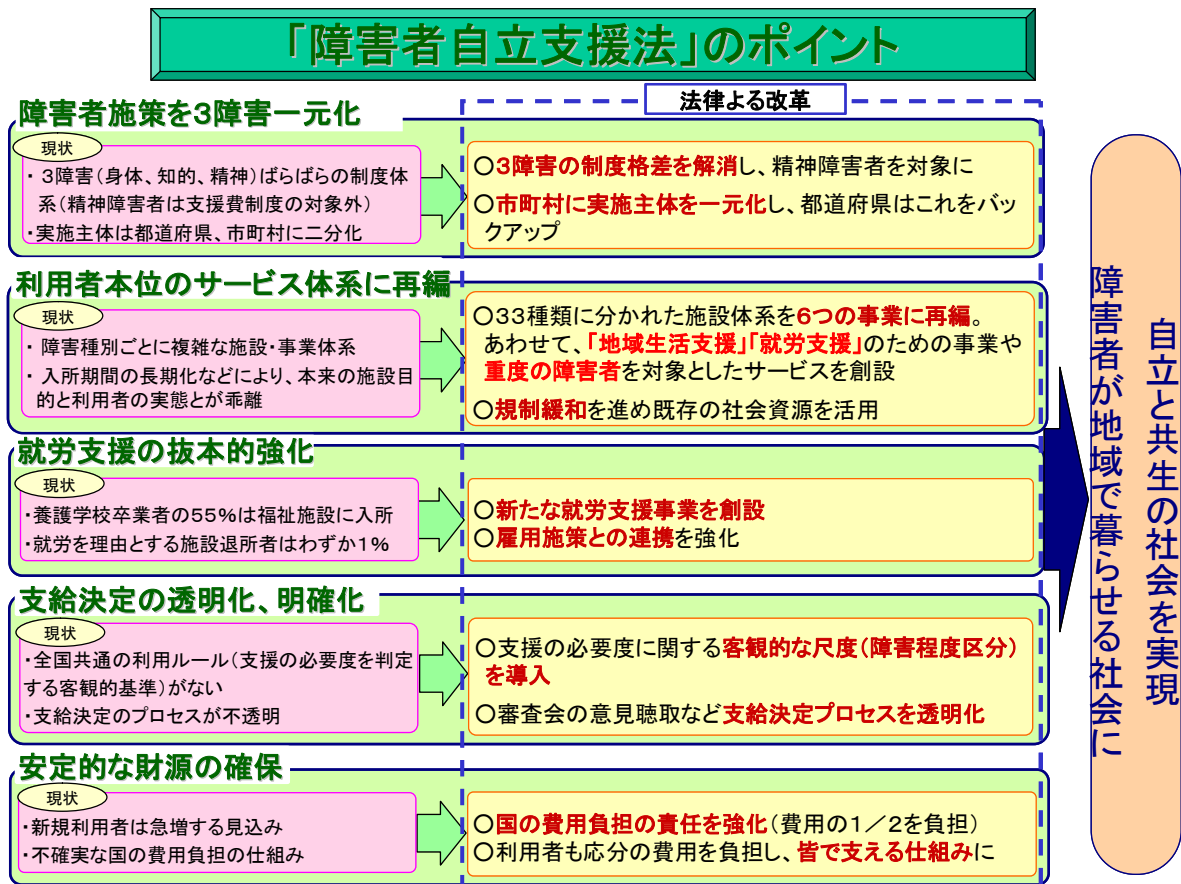 「障害者自立支援法」のポイント
法律よる改革
障害者施策を3障害一元化
現状
・ 3障害(身体、知的、精神)ばらばらの制度体
系(精神障害者は支援費制度の対象外)
・実施主体は都道府県、市町村に二分化
○3障害の制度格差を解消し、精神障害者を対象に
○市町村に実施主体を一元化し、都道府県はこれをバッ
クアップ
利用者本位のサービス体系に再編
現状
・ 障害種別ごとに複雑な施設・事業体系
・ 入所期間の長期化などにより、本来の施設目
的と利用者の実態とが乖離
○33種類に分かれた施設体系を6つの事業に再編。
あわせて、「地域生活支援」「就労支援」のための事業や
重度の障害者を対象としたサービスを創設
○規制緩和を進め既存の社会資源を活用
就労支援の抜本的強化
現状
・養護学校卒業者の55%は福祉施設に入所
・就労を理由とする施設退所者はわずか1%
○新たな就労支援事業を創設
○雇用施策との連携を強化
支給決定の透明化、明確化
現状
・全国共通の利用ルール(支援の必要度を判定
する客観的基準)がない
・支給決定のプロセスが不透明
○支援の必要度に関する客観的な尺度(障害程度区分)
を導入
○審査会の意見聴取など支給決定プロセスを透明化
安定的な財源の確保
現状
・新規利用者は急増する見込み
・不確実な国の費用負担の仕組み
○国の費用負担の責任を強化(費用の1/2を負担)
○利用者も応分の費用を負担し、皆で支える仕組みに
自立と共生の社会を実現
障害者が地域で暮らせる社会に